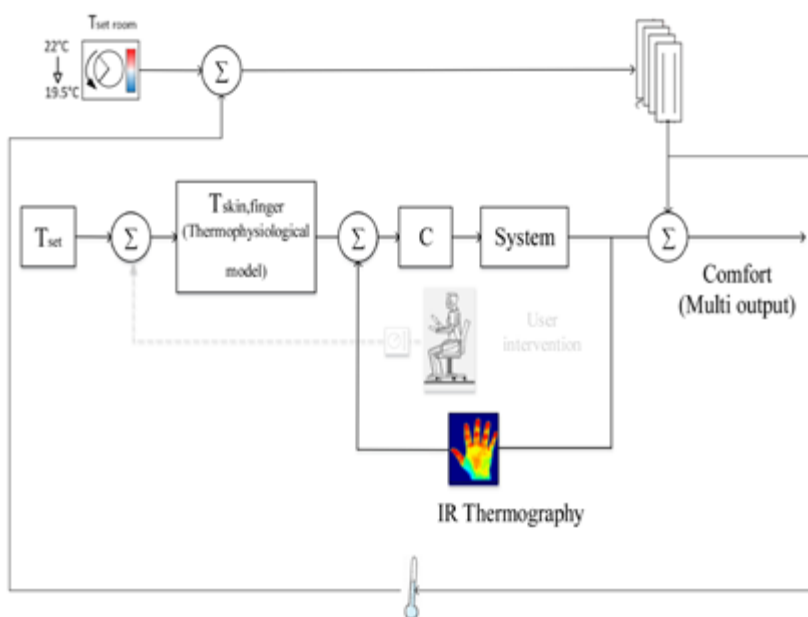 Tset room
22°C
19.5°C
Σ
Tset
Σ
Tskin,finger
(Thermophysiological
model)
Σ
C
System
Σ
Comfort
(Multi output)
User
intervention
IR Thermography